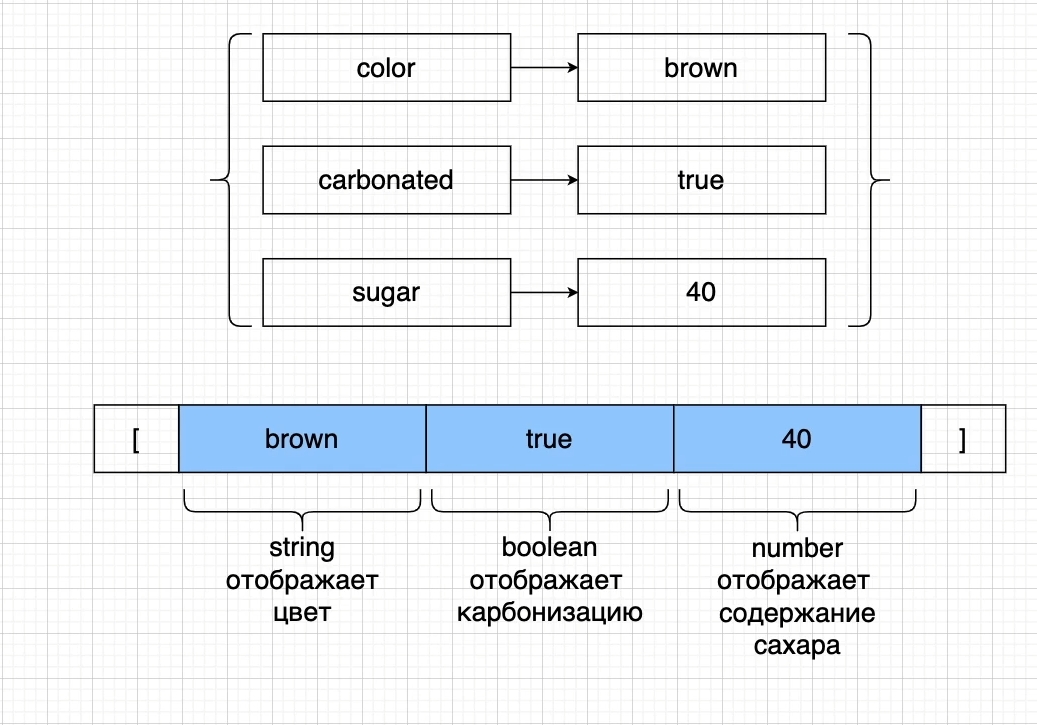 color brown
carbonated true
sugar 40
[ brown true 40 ]
string
отображает
цвет
boolean
отображает
карбонизацию
number
отображает
содержание
сахара